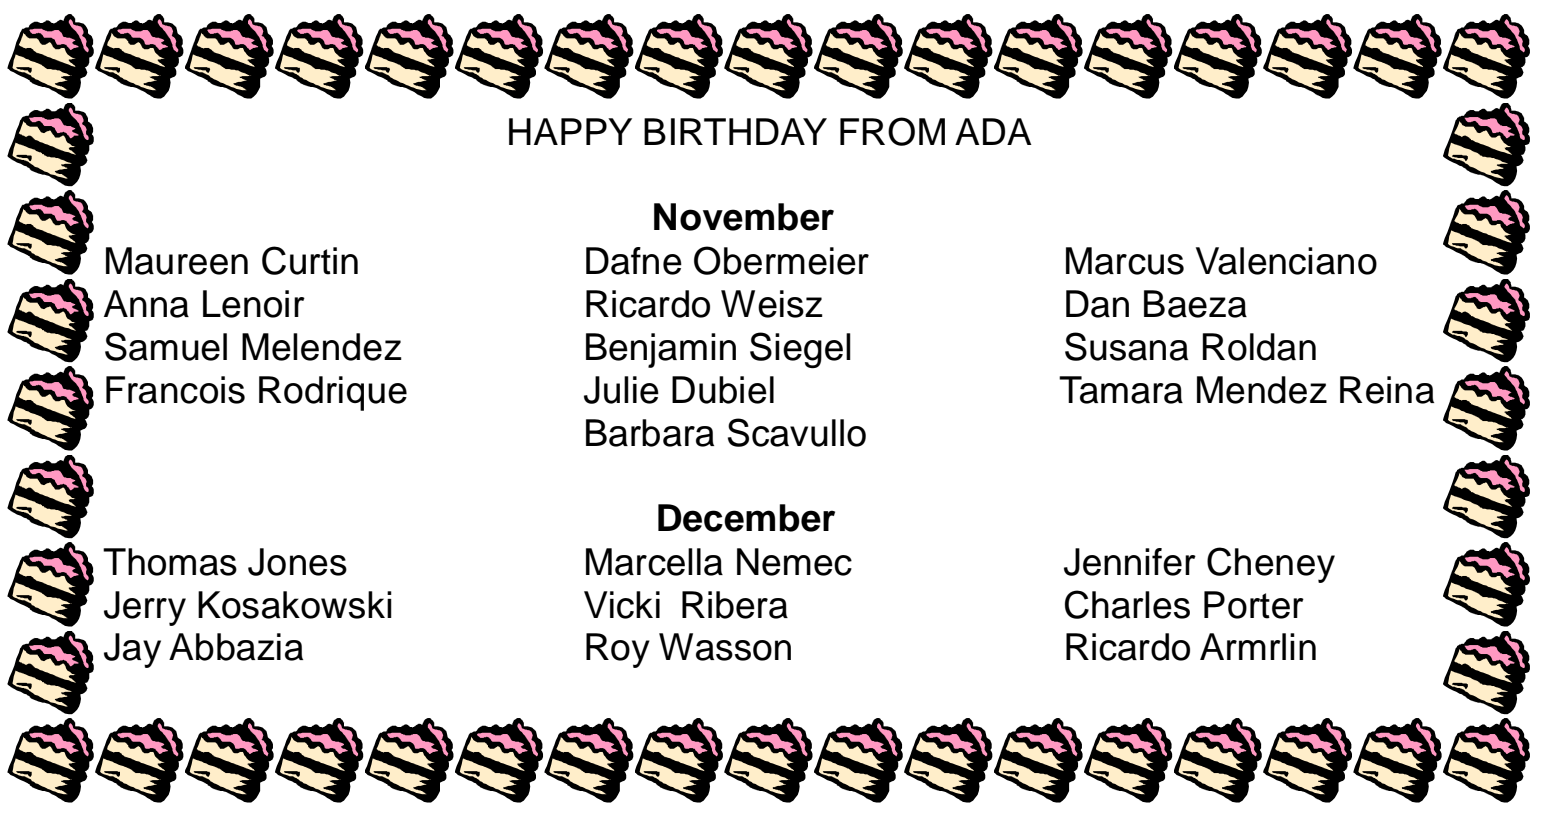 HAPPY BIRTHDAY FROM ADA
November
Maureen Curtin Dafne Obermeier Marcus Valenciano
Anna Lenoir Ricardo Weisz Dan Baeza
Samuel Melendez Benjamin Siegel Susana Roldan
Francois Rodrique Julie Dubiel Tamara Mendez Reina
Barbara Scavullo
December
Thomas Jones Marcella Nemec Jennifer Cheney
Jerry Kosakowski Vicki Ribera Charles Porter
Jay Abbazia Roy Wasson Ricardo Armrlin